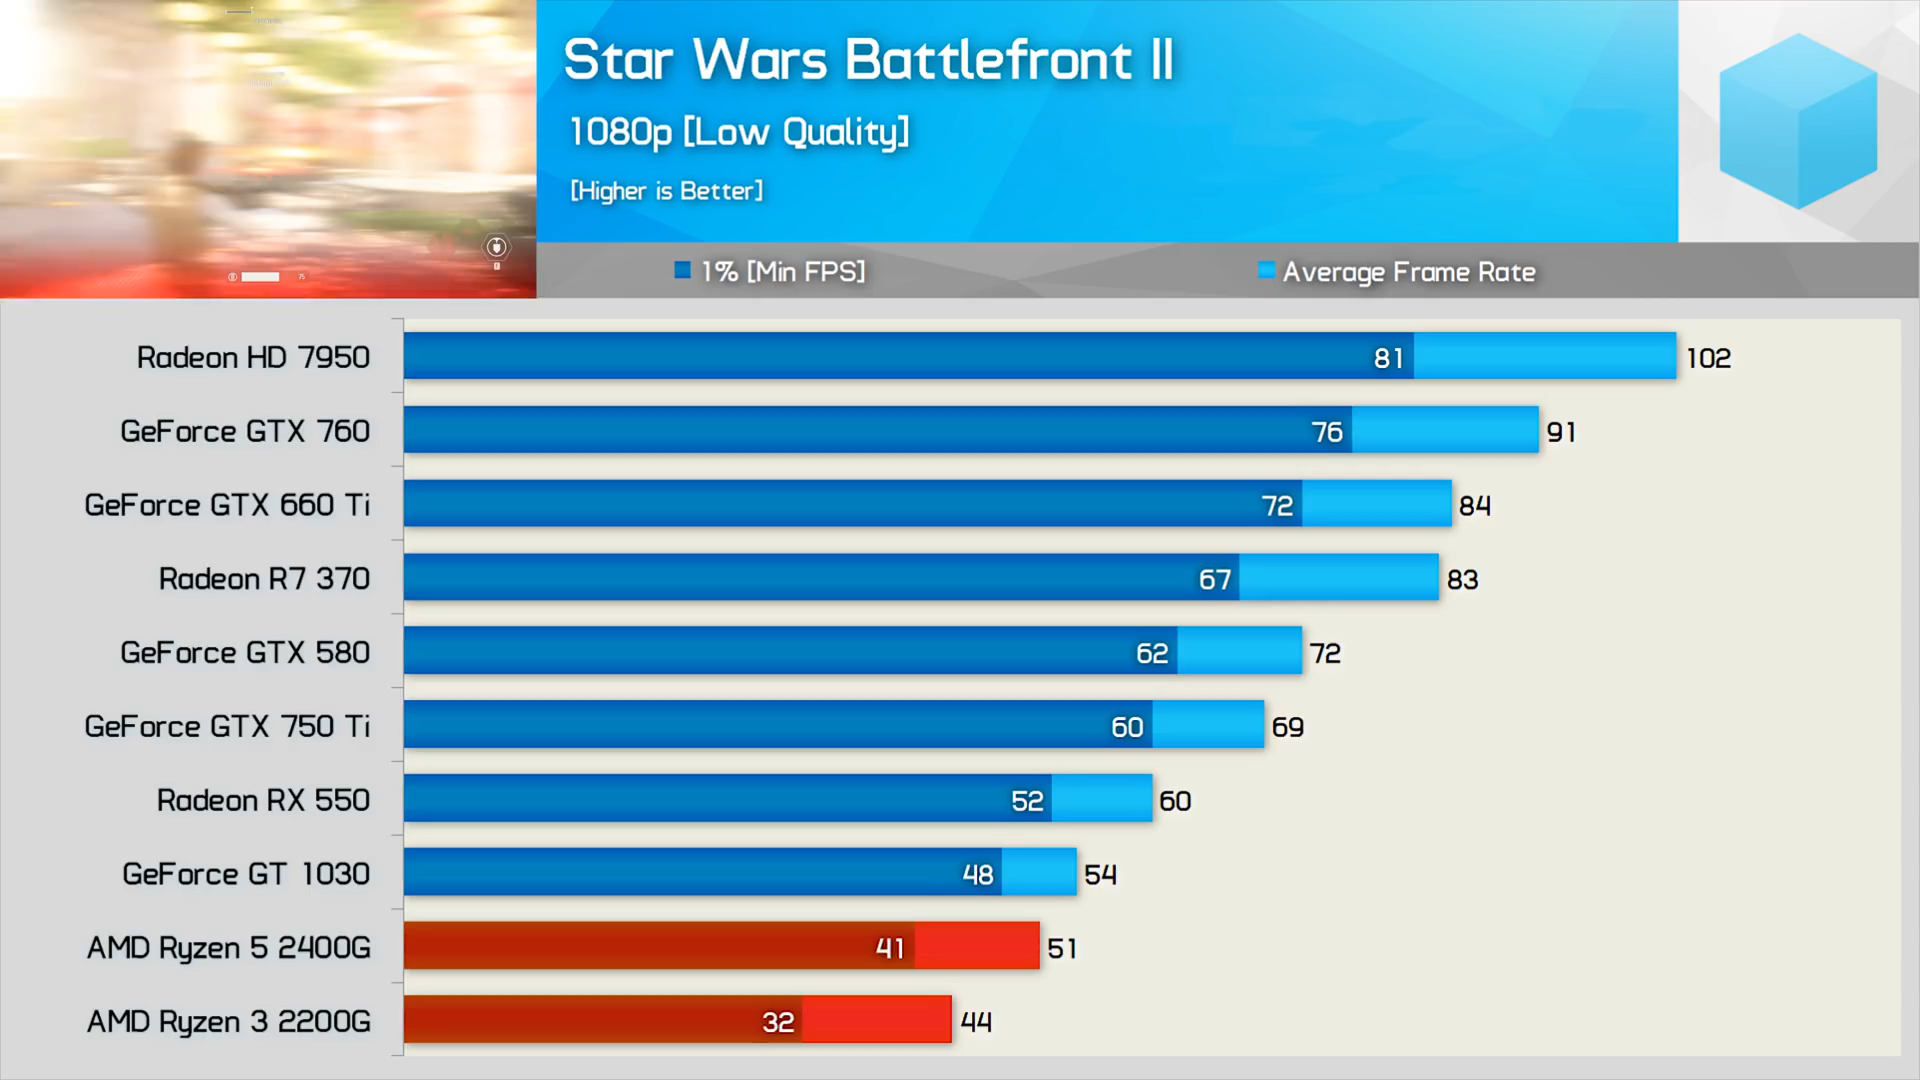 Star Wars Battlefront II
1080p [Low Quality]
[Higher is Better]
75
1% [Min FPS]
Average Frame Rate
Radeon HD 7950 81 102
GeForce GTX 760 76 91
GeForce GTX 660 Ti 72 84
Radeon R7 370 67 83
GeForce GTX 580 62 72
GeForce GTX 750 Ti 60 69
Radeon RX 550 52 60
GeForce GT 1030 48 54
AMD Ryzen 5 2400G 41 51
AMD Ryzen 3 2200G 32 44